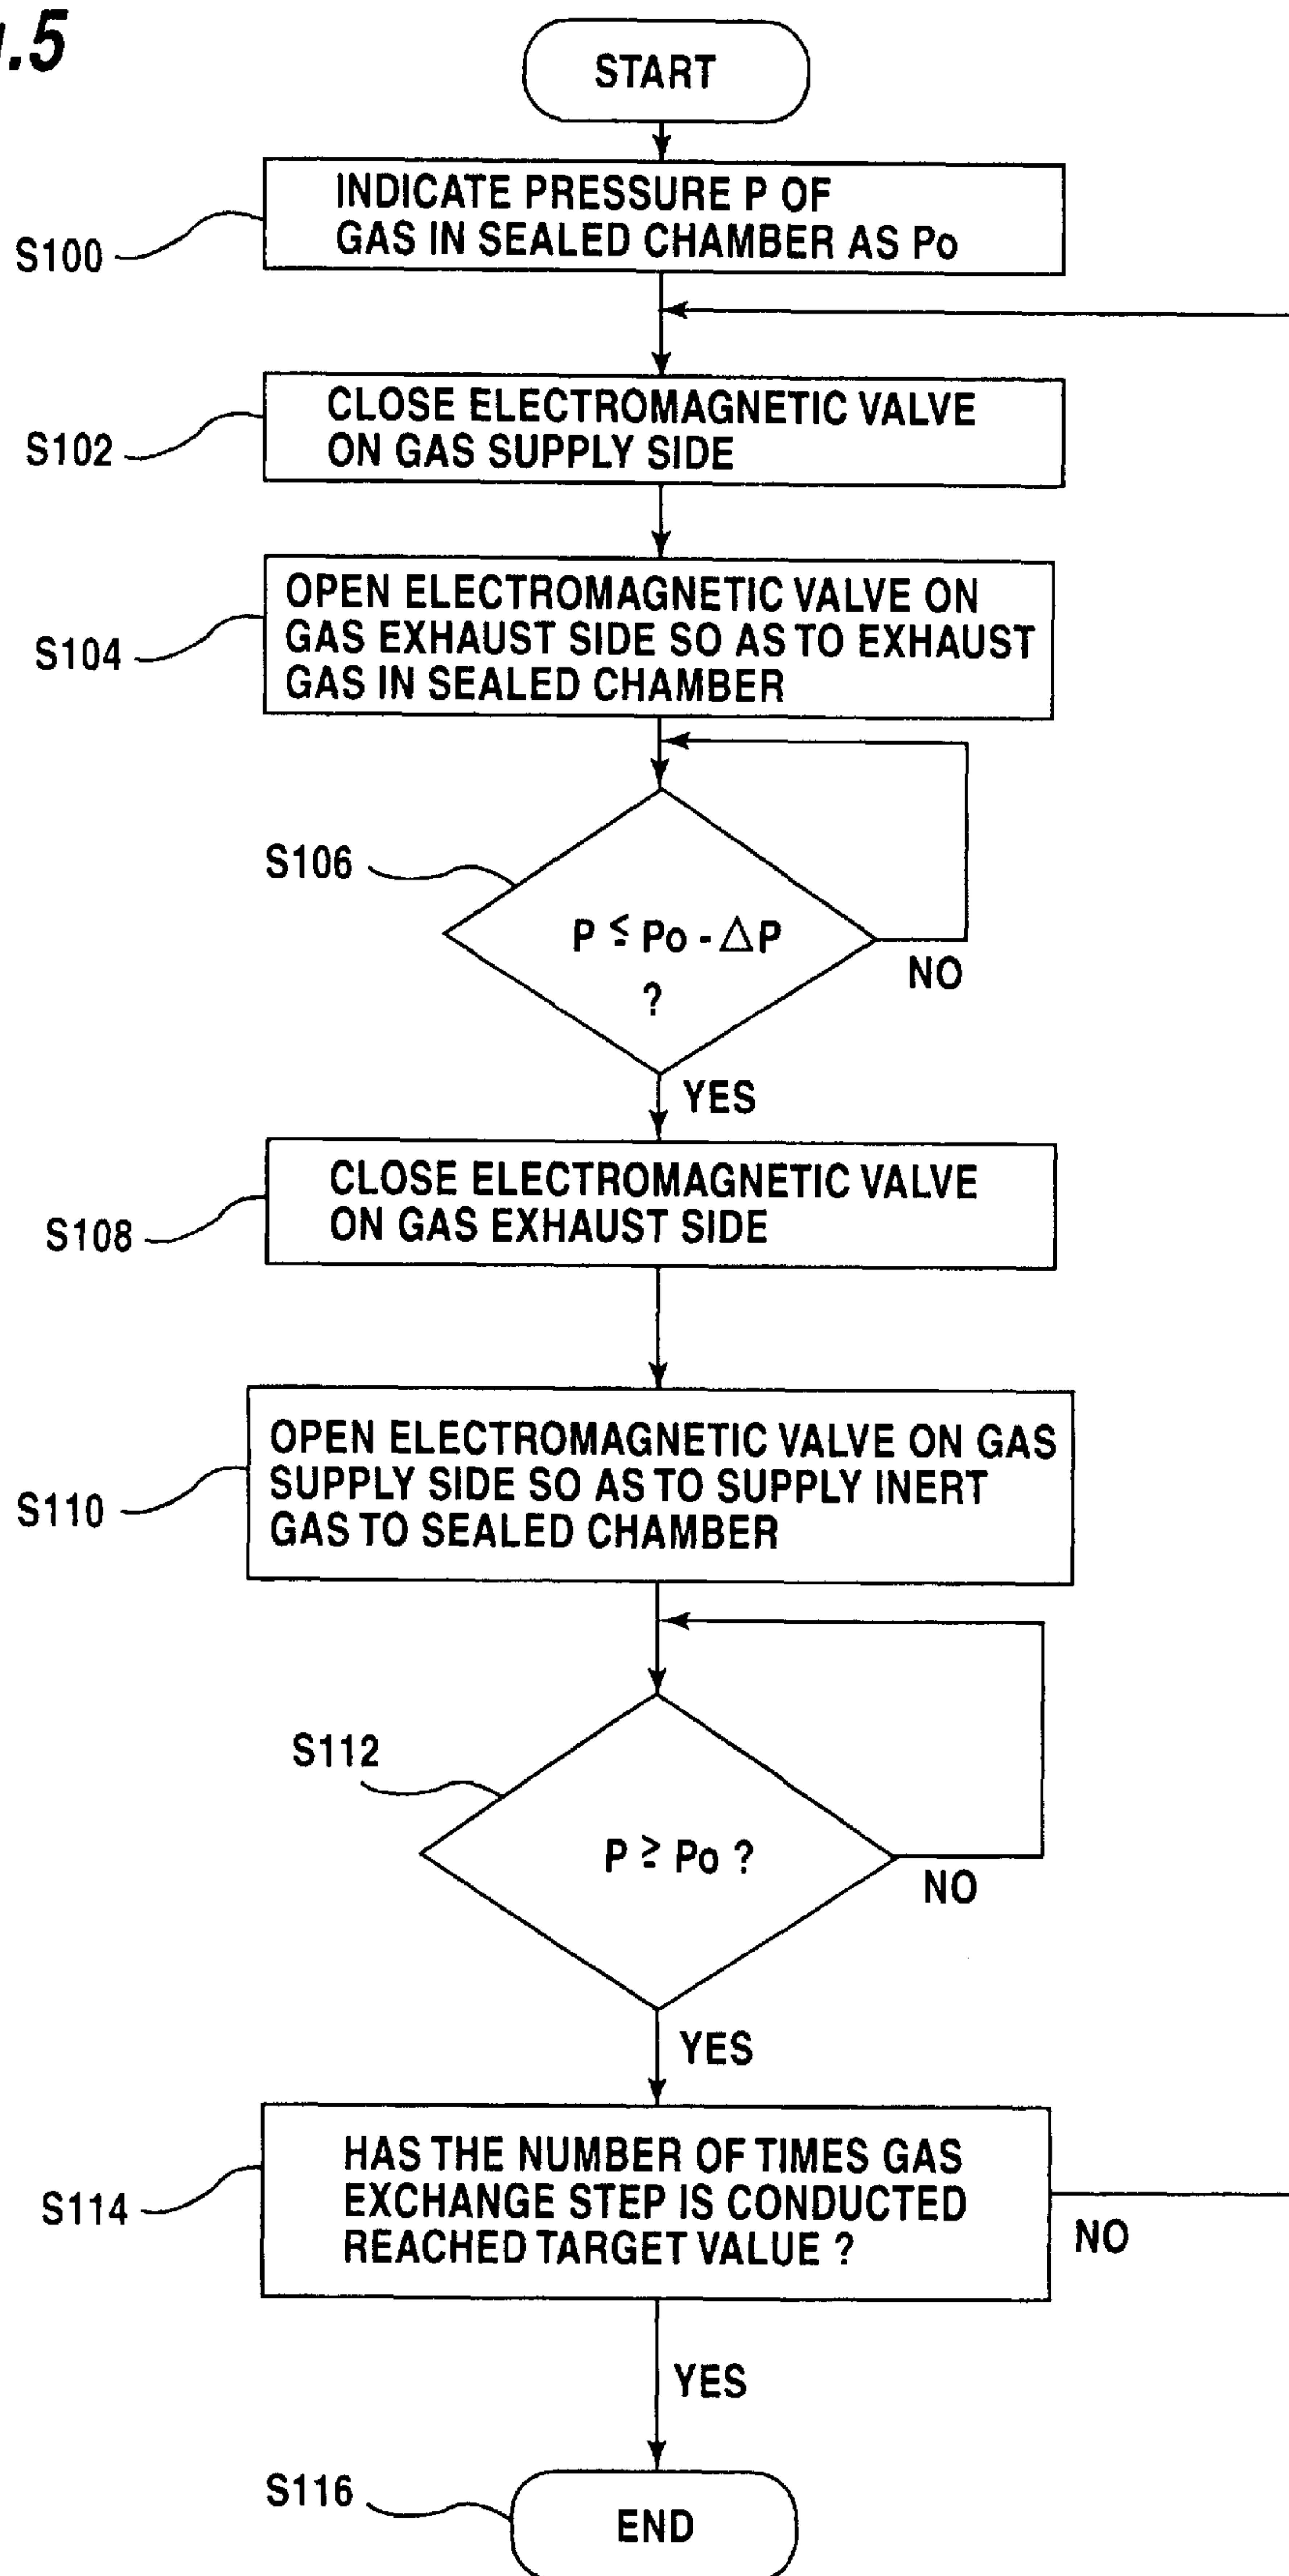 .5
START
S100
INDICATE PRESSURE P OF
GAS IN SEALED CHAMBER AS Po
S102
CLOSE ELECTROMAGNETIC VALVE
ON GAS SUPPLY SIDE
S104
OPEN ELECTROMAGNETIC VALVE ON
GAS EXHAUST SIDE SO AS TO EXHAUST
GAS IN SEALED CHAMBER
S106
P ≤ Po - △P
?
NO
YES
S108
CLOSE ELECTROMAGNETIC VALVE
ON GAS EXHAUST SIDE
S110
OPEN ELECTROMAGNETIC VALVE ON GAS
SUPPLY SIDE SO AS TO SUPPLY INERT
GAS TO SEALED CHAMBER
S112
P ≥ Po ?
NO
YES
S114
HAS THE NUMBER OF TIMES GAS
EXCHANGE STEP IS CONDUCTED
REACHED TARGET VALUE ?
NO
YES
S116
END